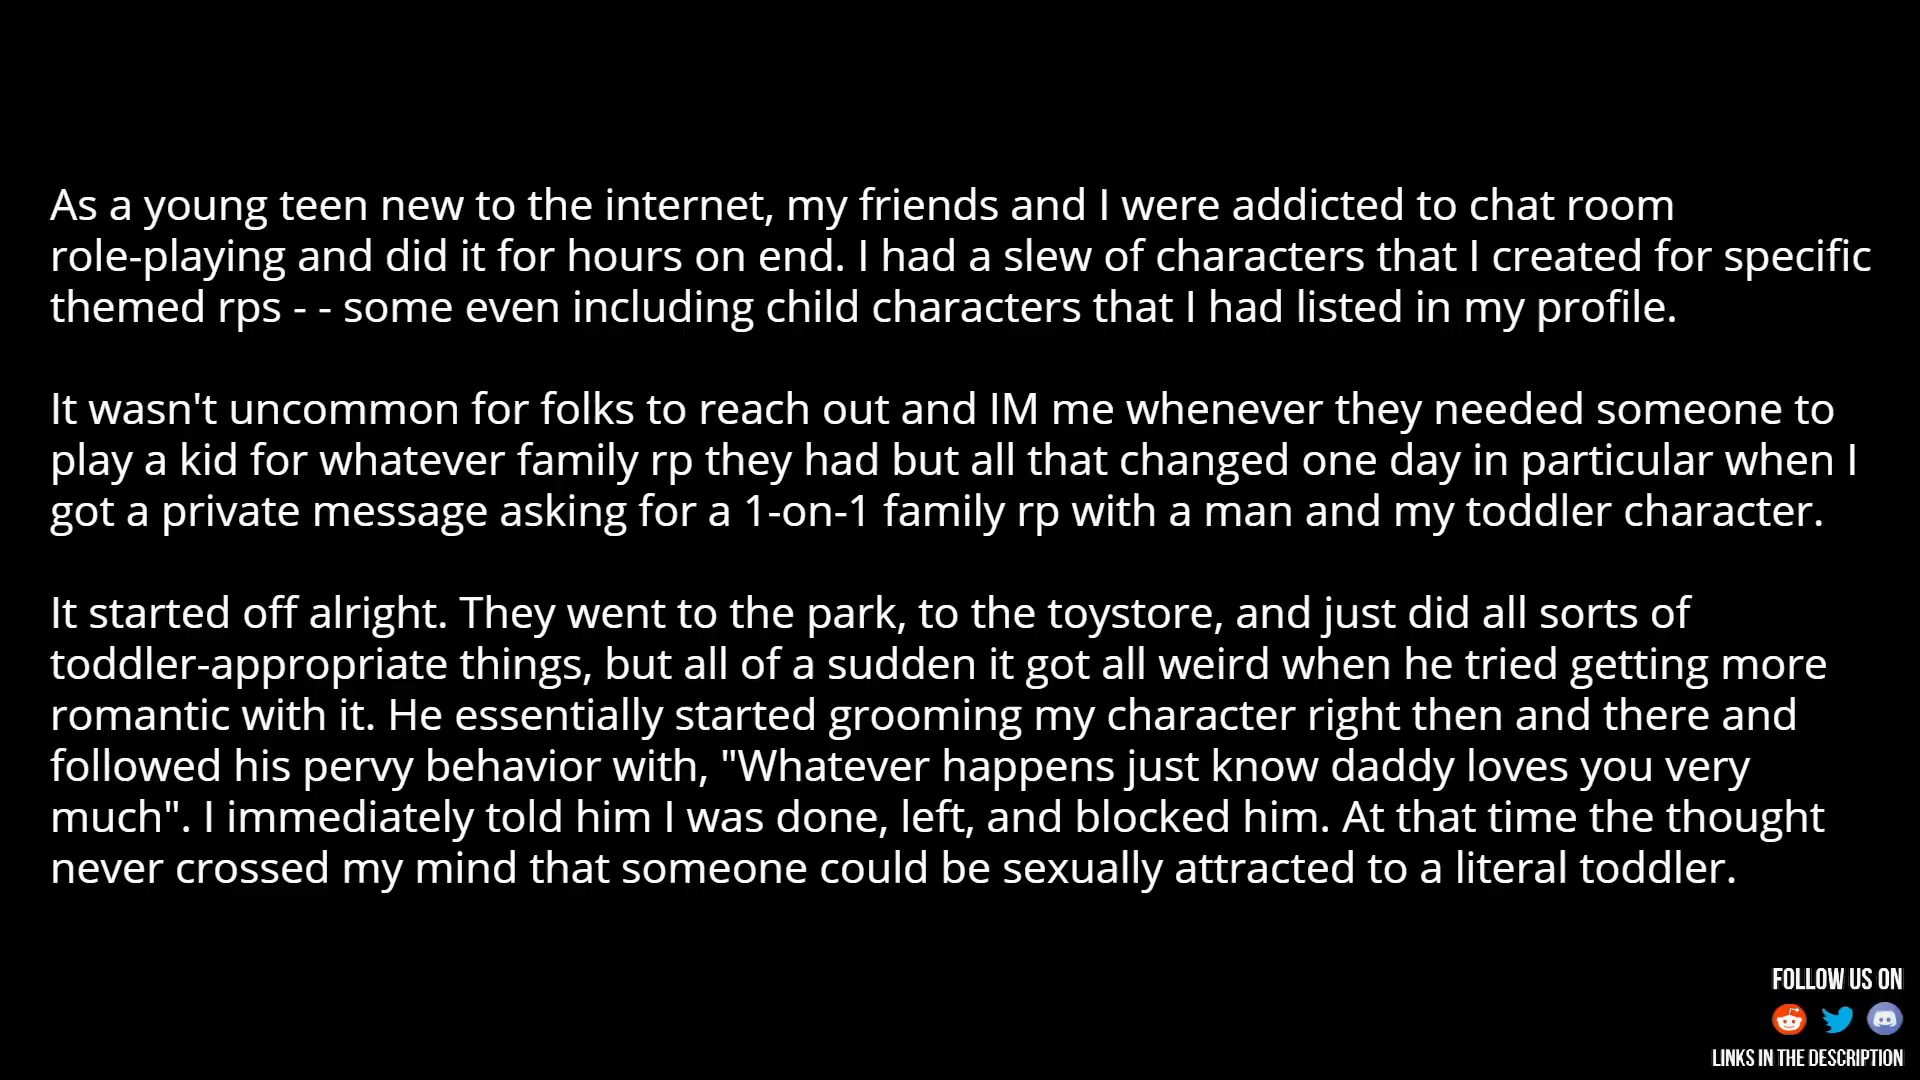 As a young teen new to the internet, my friends and I were addicted to chat room
role-playing and did it for hours on end. I had a slew of characters that I created for specific
themed rps - - some even including child characters that I had listed in my profile.
It wasn't uncommon for folks to reach out and IM me whenever they needed someone to
play a kid for whatever family rp they had but all that changed one day in particular when I
got a private message asking for a 1-on-1 family rp with a man and my toddler character.
It started off alright. They went to the park, to the toystore, and just did all sorts of
toddler-appropriate things, but all of a sudden it got all weird when he tried getting more
romantic with it. He essentially started grooming my character right then and there and
followed his pervy behavior with, "Whatever happens just know daddy loves you very
much". I immediately told him I was done, left, and blocked him. At that time the thought
never crossed my mind that someone could be sexually attracted to a literal toddler.
FOLLOW US ON
LINKS IN THE DESCRIPTION